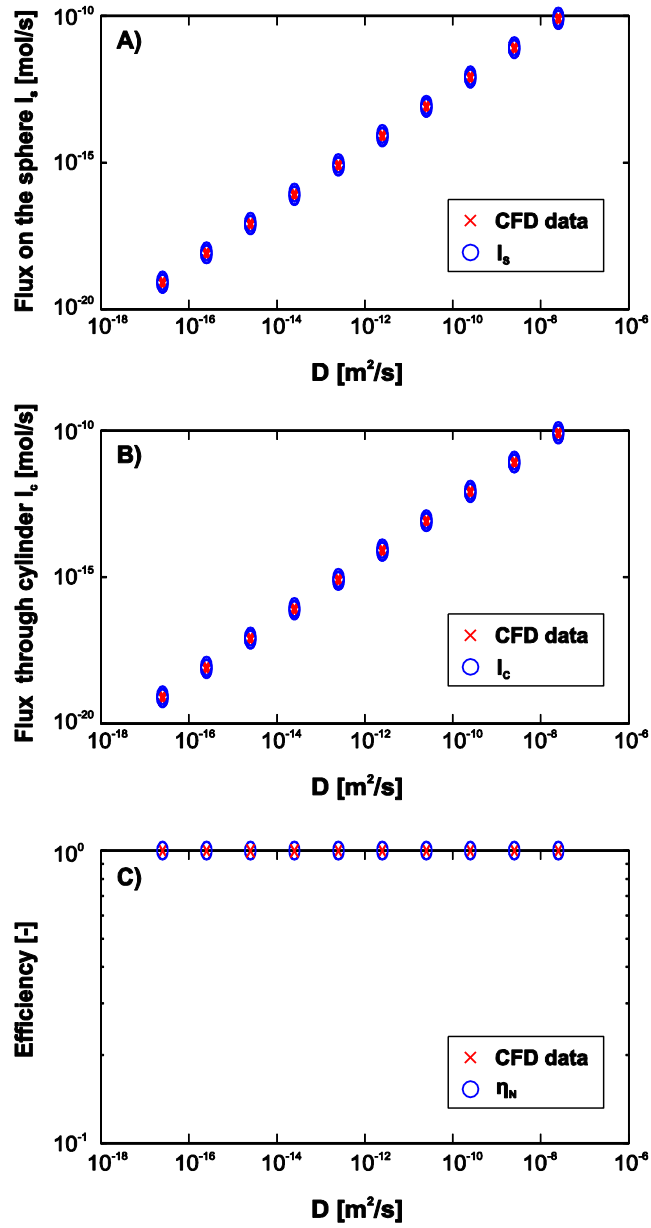 A)
Flux on the sphere Iₛ [mol/s]
10⁻¹⁰
10⁻¹⁵
10⁻²⁰
CFD data
Iₛ
10⁻¹⁸ 10⁻¹⁶ 10⁻¹⁴ 10⁻¹² 10⁻¹⁰ 10⁻⁸ 10⁻⁶
D [m²/s]
B)
Flux through cylinder I꜀ [mol/s]
10⁻¹⁰
10⁻¹⁵
10⁻²⁰
CFD data
I꜀
10⁻¹⁸ 10⁻¹⁶ 10⁻¹⁴ 10⁻¹² 10⁻¹⁰ 10⁻⁸ 10⁻⁶
D [m²/s]
C)
Efficiency [-]
10⁰
10⁻¹
CFD data
ηN
10⁻¹⁸ 10⁻¹⁶ 10⁻¹⁴ 10⁻¹² 10⁻¹⁰ 10⁻⁸ 10⁻⁶
D [m²/s]